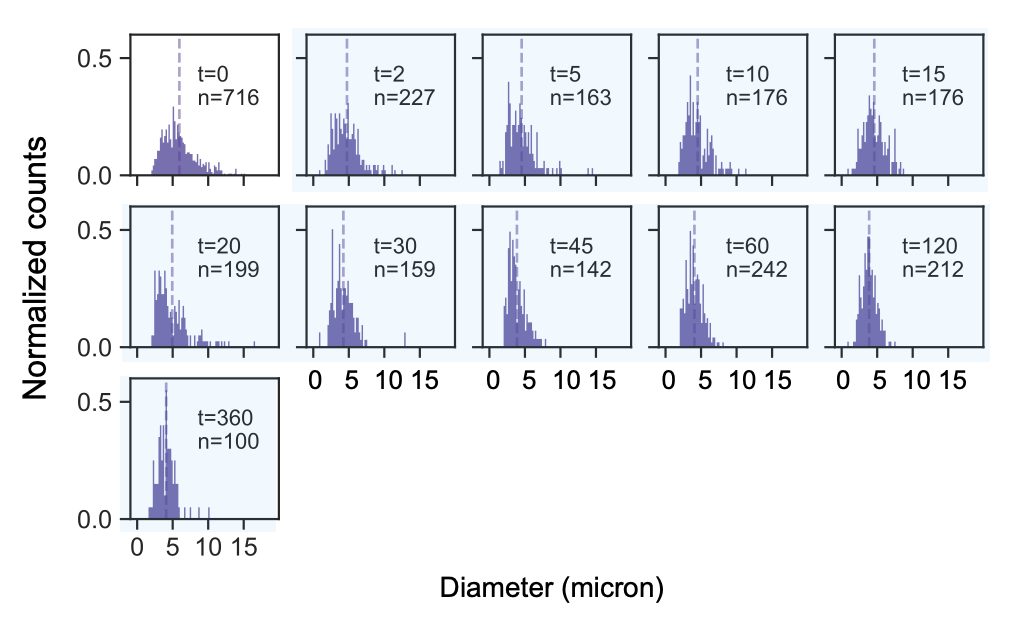 0.5
t=0
n=716
t=2
n=227
t=5
n=163
t=10
n=176
t=15
n=176
0.0
Normalized counts
0.5
t=20
n=199
t=30
n=159
t=45
n=142
t=60
n=242
t=120
n=212
0.0
0 5 10 15
0 5 10 15
0 5 10 15
0 5 10 15
0.5
t=360
n=100
0.0
0 5 10 15
Diameter (micron)